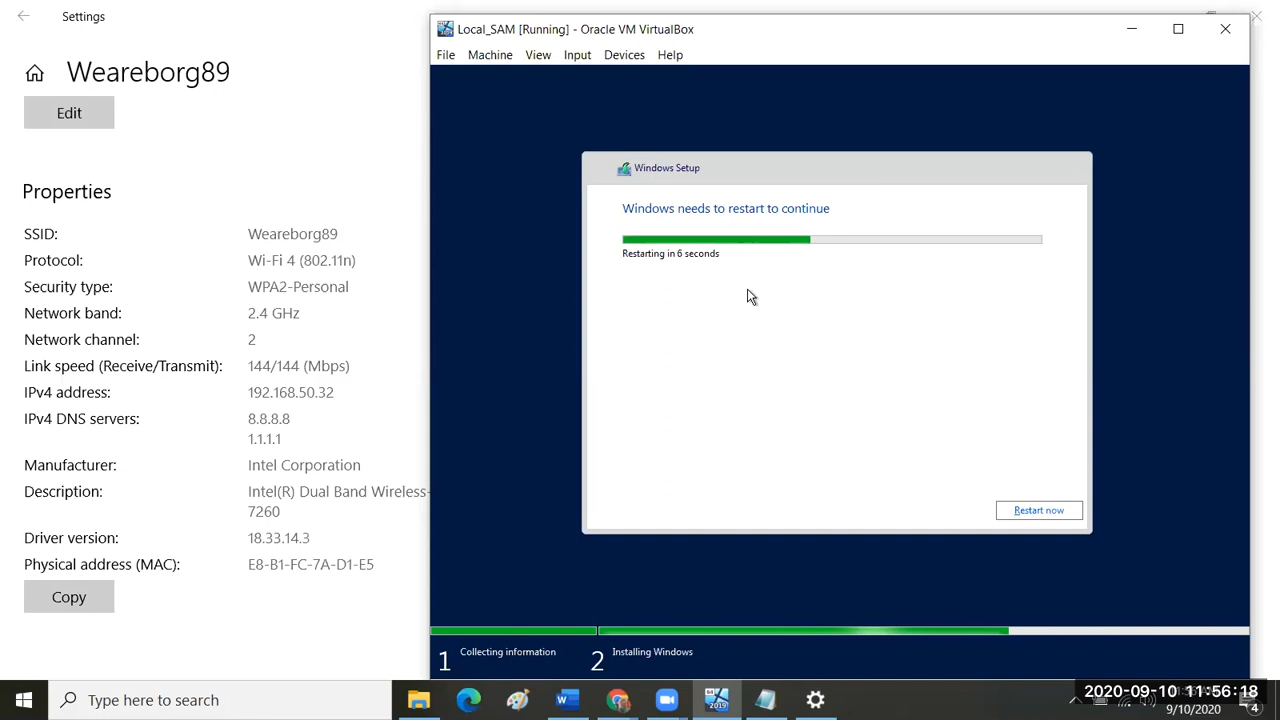 Settings
Weareborg89
Edit
Properties
SSID: Weareborg89
Protocol: Wi-Fi 4 (802.11n)
Security type: WPA2-Personal
Network band: 2.4 GHz
Network channel: 2
Link speed (Receive/Transmit): 144/144 (Mbps)
IPv4 address: 192.168.50.32
IPv4 DNS servers: 8.8.8.8
1.1.1.1
Manufacturer: Intel Corporation
Description: Intel(R) Dual Band Wireless-
7260
Driver version: 18.33.14.3
Physical address (MAC): E8-B1-FC-7A-D1-E5
Copy
Local_SAM [Running] - Oracle VM VirtualBox
File Machine View Input Devices Help
Windows Setup
Windows needs to restart to continue
Restarting in 6 seconds
Restart now
1 Collecting information 2 Installing Windows
Type here to search
2019
2020-09-10 11:56:18
9/10/2020
4